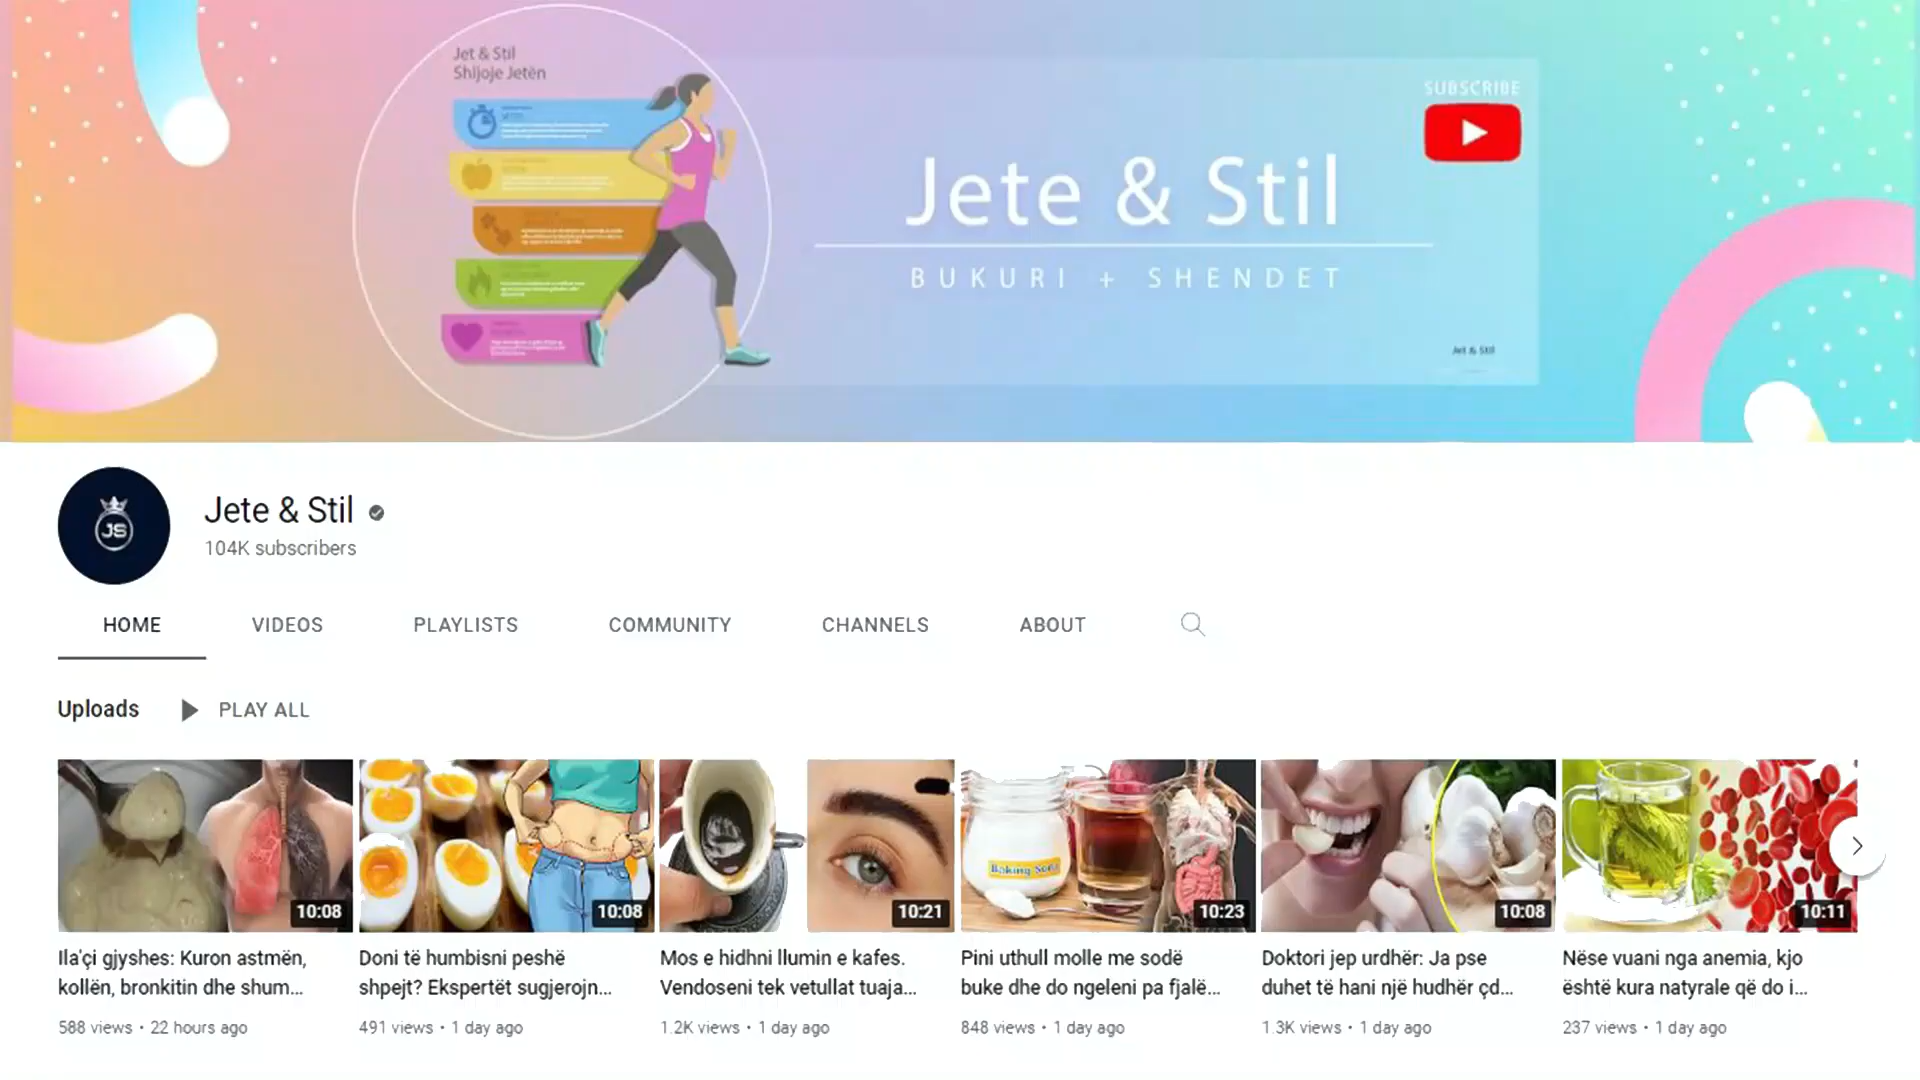 Jet & Stil
Shijoje Jetën
SUBSCRIBE
Jete & Stil
BUKURI + SHENDET
Jet & Stil
JS
Jete & Stil
104K subscribers
HOME VIDEOS PLAYLISTS COMMUNITY CHANNELS ABOUT
Uploads PLAY ALL
Baking Soda
10:08 10:08 10:21 10:23 10:08 10:11
Ila'çi gjyshes: Kuron astmën,
kollën, bronkitin dhe shum...
588 views • 22 hours ago
Doni të humbisni peshë
shpejt? Ekspertët sugjerojn...
491 views • 1 day ago
Mos e hidhni llumin e kafes.
Vendoseni tek vetullat tuaja...
1.2K views • 1 day ago
Pini uthull molle me sodë
buke dhe do ngeleni pa fjalë...
848 views • 1 day ago
Doktori jep urdhër: Ja pse
duhet të hani një hudhër çd...
1.3K views • 1 day ago
Nëse vuani nga anemia, kjo
është kura natyrale që do i...
237 views • 1 day ago